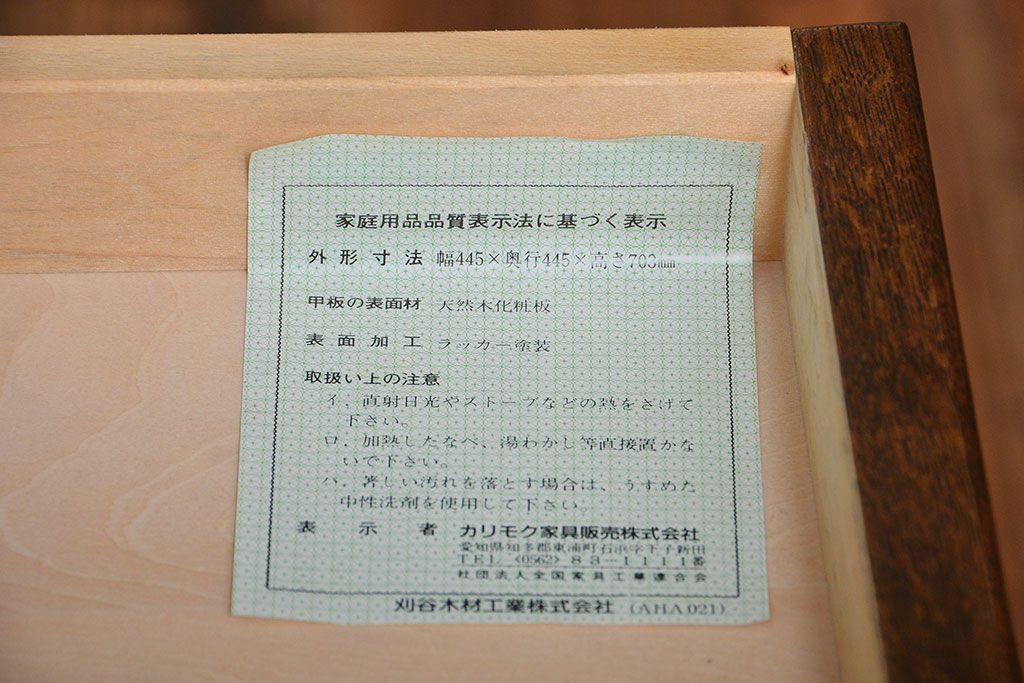 家庭用品品質表示法に基づく表示
外形寸法 幅445×奥行445×高さ703mm
甲板の表面材 天然木化粧板
表面加工 ラッカー塗装
取扱い上の注意
イ、直射日光やストーブなどの熱をさけて
下さい。
ロ、加熱したなべ、湯わかし等直接置かな
いで下さい。
ハ、著しい汚れを落とす場合は、うすめた
中性洗剤を使用して下さい。
表示者 カリモク家具販売株式会社
愛知県知多郡東浦町石浜字下子新田
TEL (0562) 83-1111番
社団法人全国家具工業連合会
刈谷木材工業株式会社 (AHA021)